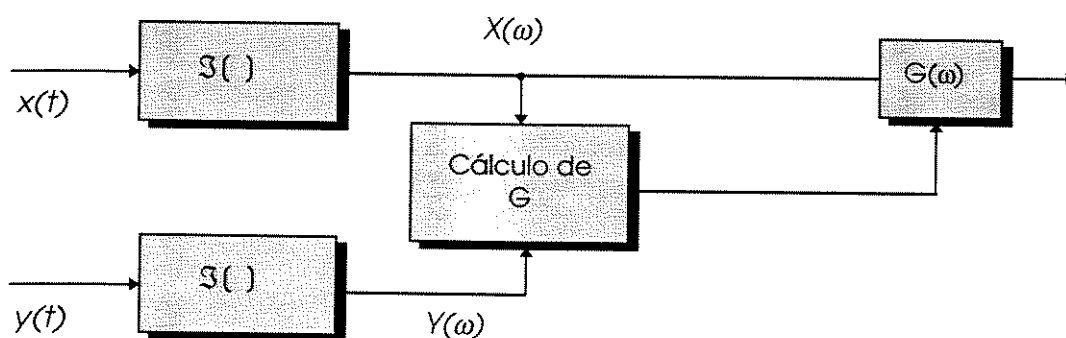 X(ω)
ℑ( )
G(ω)
x(t)
Cálculo de
G
ℑ( )
y(t)
Y(ω)